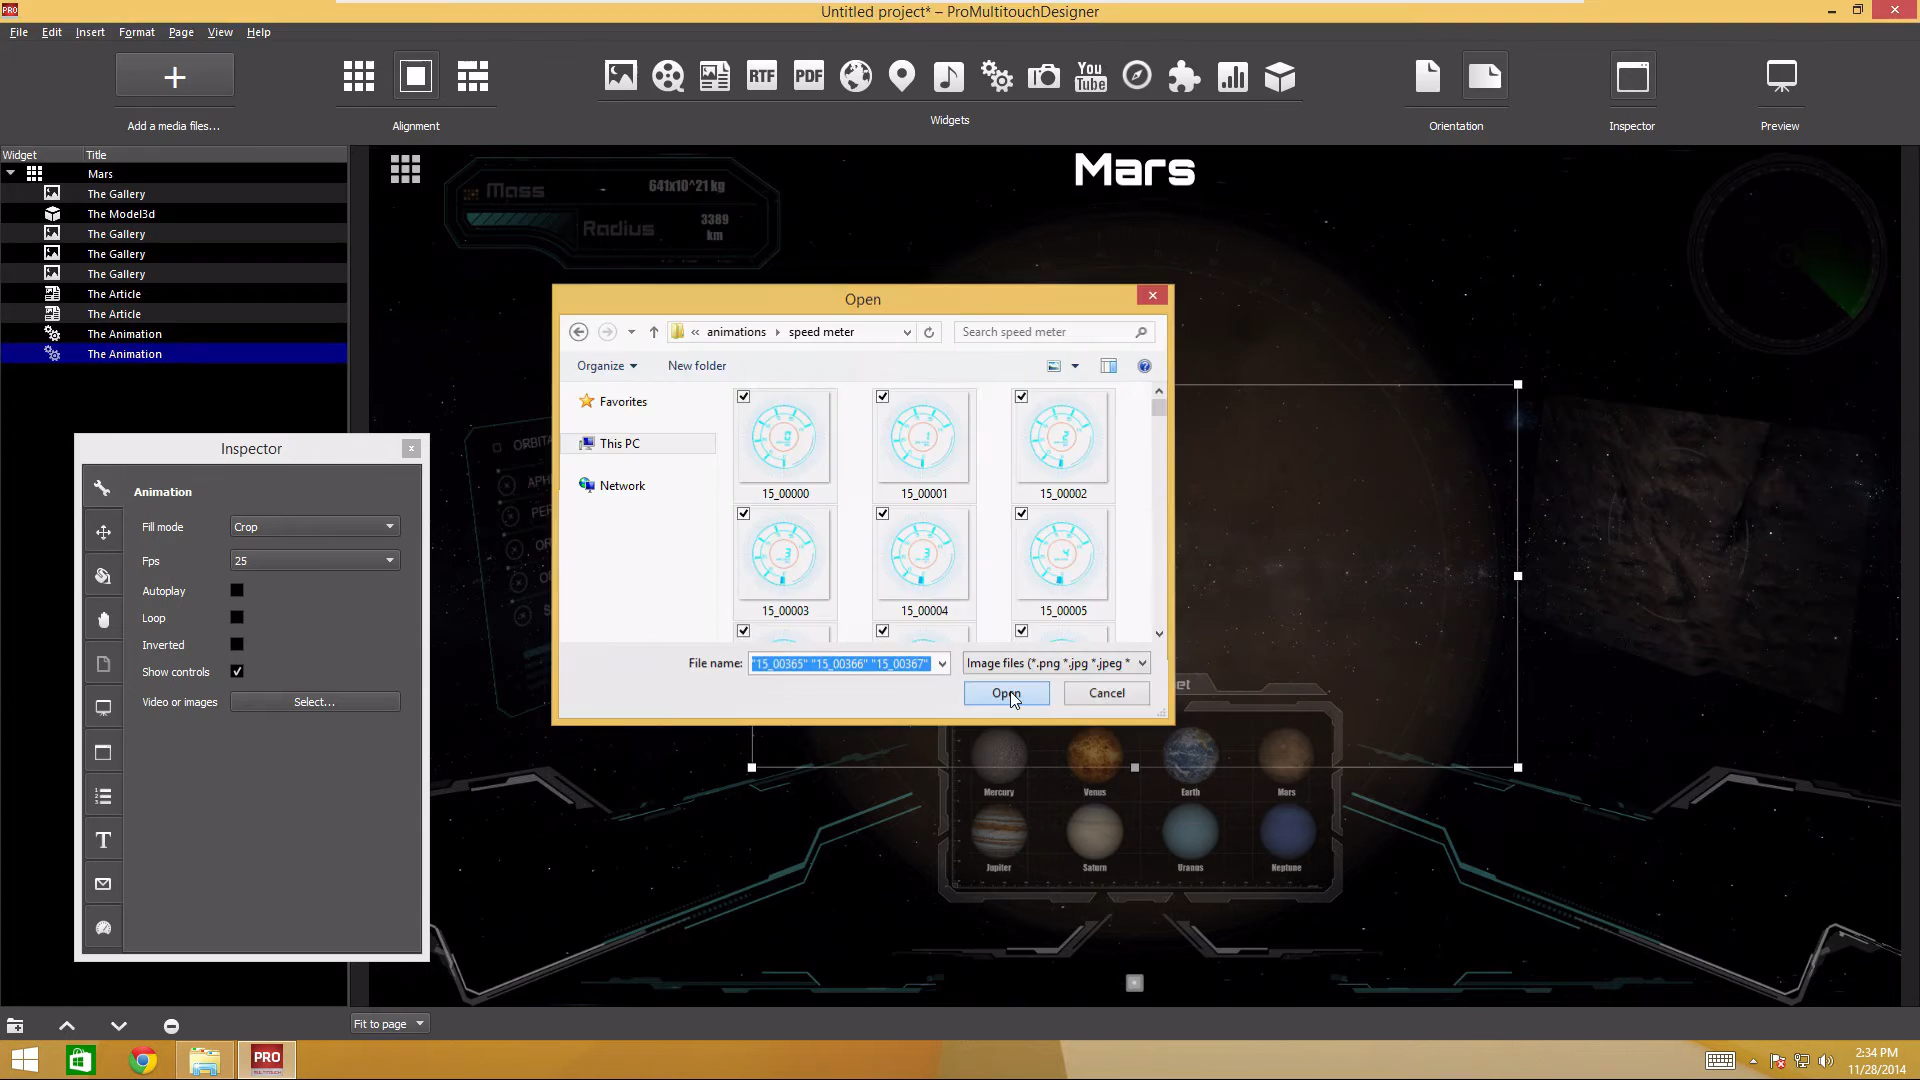 PRO
Untitled project* – ProMultitouchDesigner
File Edit Insert Format Page View Help
RTF PDF You Tube
Add a media files...
Alignment
Widgets
Orientation
Inspector
Preview
Widget Title
Mars
The Gallery
The Model3d
The Gallery
The Gallery
The Gallery
The Article
The Article
The Animation
The Animation
Mars
Mass - 641x10^21 kg
Radius 3389 km
Open
animations speed meter
Search speed meter
Organize New folder
Favorites
This PC
Network
15_00000 15_00001 15_00002
15_00003 15_00004 15_00005
File name: "15_00365" "15_00366" "15_00367"
Image files (*.png *.jpg *.jpeg *
Open Cancel
Inspector
Animation
Fill mode Crop
Fps 25
Autoplay
Loop
Inverted
Show controls
Video or images Select...
Mercury Venus Earth Mars
Jupiter Saturn Uranus Neptune
Fit to page
PRO
MULTITOUCH
2:34 PM
11/28/2014